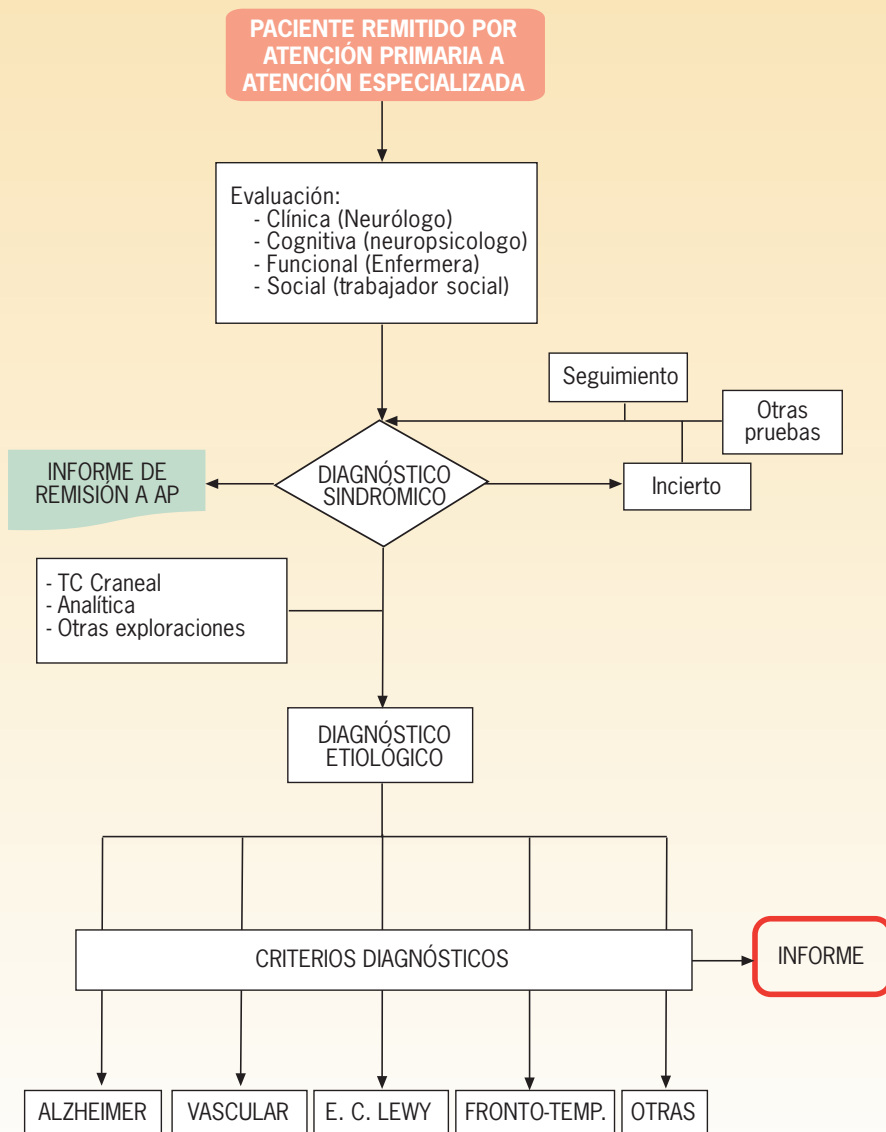 PACIENTE REMITIDO POR
ATENCIÓN PRIMARIA A
ATENCIÓN ESPECIALIZADA
Evaluación:
- Clínica (Neurólogo)
- Cognitiva (neuropsicologo)
- Funcional (Enfermera)
- Social (trabajador social)
Seguimiento
Otras
pruebas
INFORME DE
REMISIÓN A AP
DIAGNÓSTICO
SINDRÓMICO
Incierto
- TC Craneal
- Analítica
- Otras exploraciones
DIAGNÓSTICO
ETIOLÓGICO
CRITERIOS DIAGNÓSTICOS
INFORME
ALZHEIMER
VASCULAR
E. C. LEWY
FRONTO-TEMP.
OTRAS